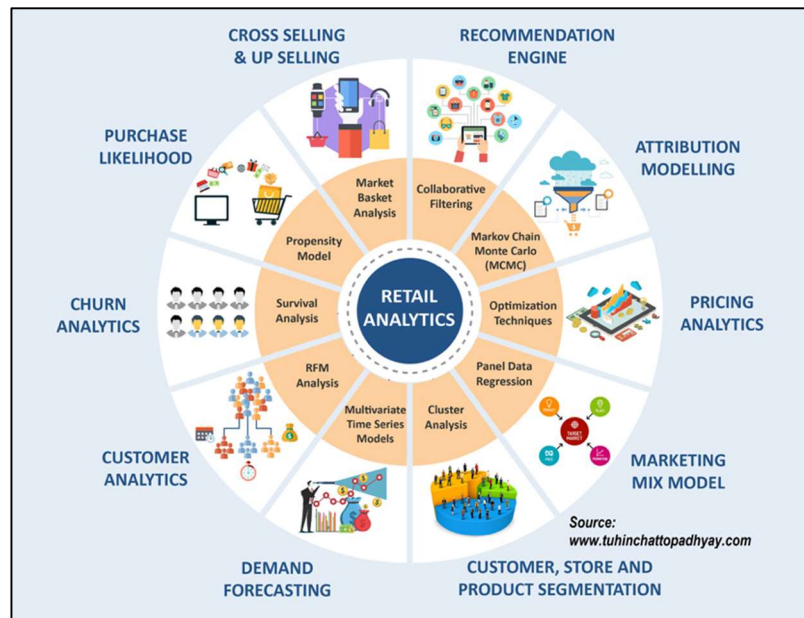 CROSS SELLING
& UP SELLING
RECOMMENDATION
ENGINE
PURCHASE
LIKELIHOOD
ATTRIBUTION
MODELLING
Market
Basket
Analysis
Collaborative
Filtering
Propensity
Model
Markov Chain
Monte Carlo
(MCMC)
CHURN
ANALYTICS
Survival
Analysis
RETAIL
ANALYTICS
Optimization
Techniques
PRICING
ANALYTICS
RFM
Analysis
Panel Data
Regression
Multivariate
Time Series
Models
Cluster
Analysis
CUSTOMER
ANALYTICS
TARGET
MARKET
MARKETING
MIX MODEL
Source:
www.tuhinchattopadhyay.com
DEMAND
FORECASTING
CUSTOMER, STORE AND
PRODUCT SEGMENTATION